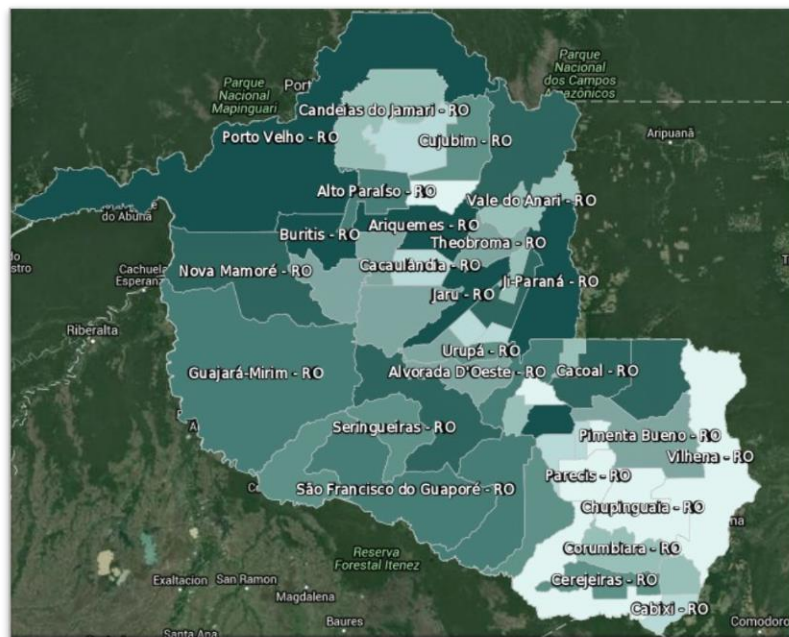 Parque
Nacional
Mapinguari
Port
Parque
Nacional
dos Campos
Amazônicos
Candeias do Jamari - RO
Porto Velho - RO
Cujubim - RO
Aripuanã
Alto Paraíso - RO
Vale do Anari - RO
do Abunã
Ariquemes - RO
Buritis - RO
Theobroma - RO
Nova Mamoré - RO
Cacaulândia - RO
Cachuela
Esperanz
Ji-Paraná - RO
Jaru - RO
Riberalta
Urupá - RO
Guajará-Mirim - RO
Alvorada D'Oeste - RO
Cacoal - RO
Seringueiras - RO
Pimenta Bueno - RO
Vilhena - RO
Parecis - RO
São Francisco do Guaporé - RO
Chupinguaia - RO
Corumbiara - RO
Reserva
Forestal Itenez
Exaltacion
San Ramon
Cerejeiras - RO
Magdalena
Cabixi - RO
Baures
Comodoro
Santa Ana